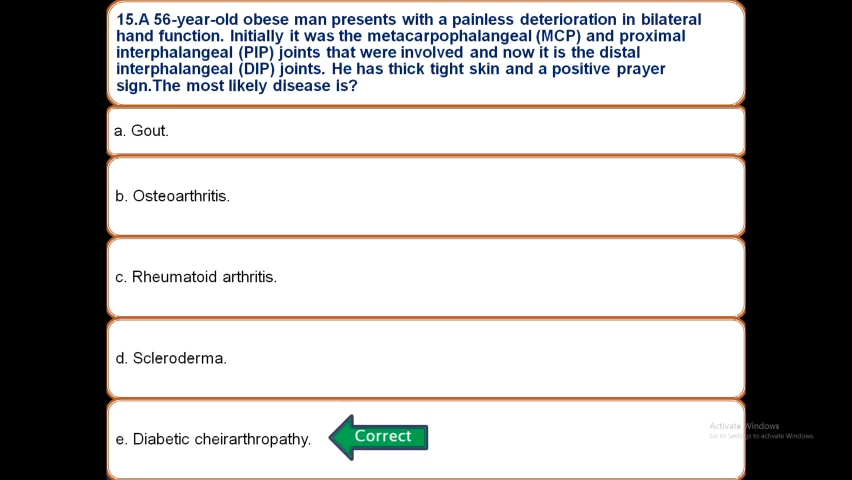 15.A 56-year-old obese man presents with a painless deterioration in bilateral
hand function. Initially it was the metacarpophalangeal (MCP) and proximal
interphalangeal (PIP) joints that were involved and now it is the distal
interphalangeal (DIP) joints. He has thick tight skin and a positive prayer
sign.The most likely disease is?
a. Gout.
b. Osteoarthritis.
c. Rheumatoid arthritis.
d. Scleroderma.
e. Diabetic cheirarthropathy.
Correct
Activate Windows
Go to Settings to activate Windows.